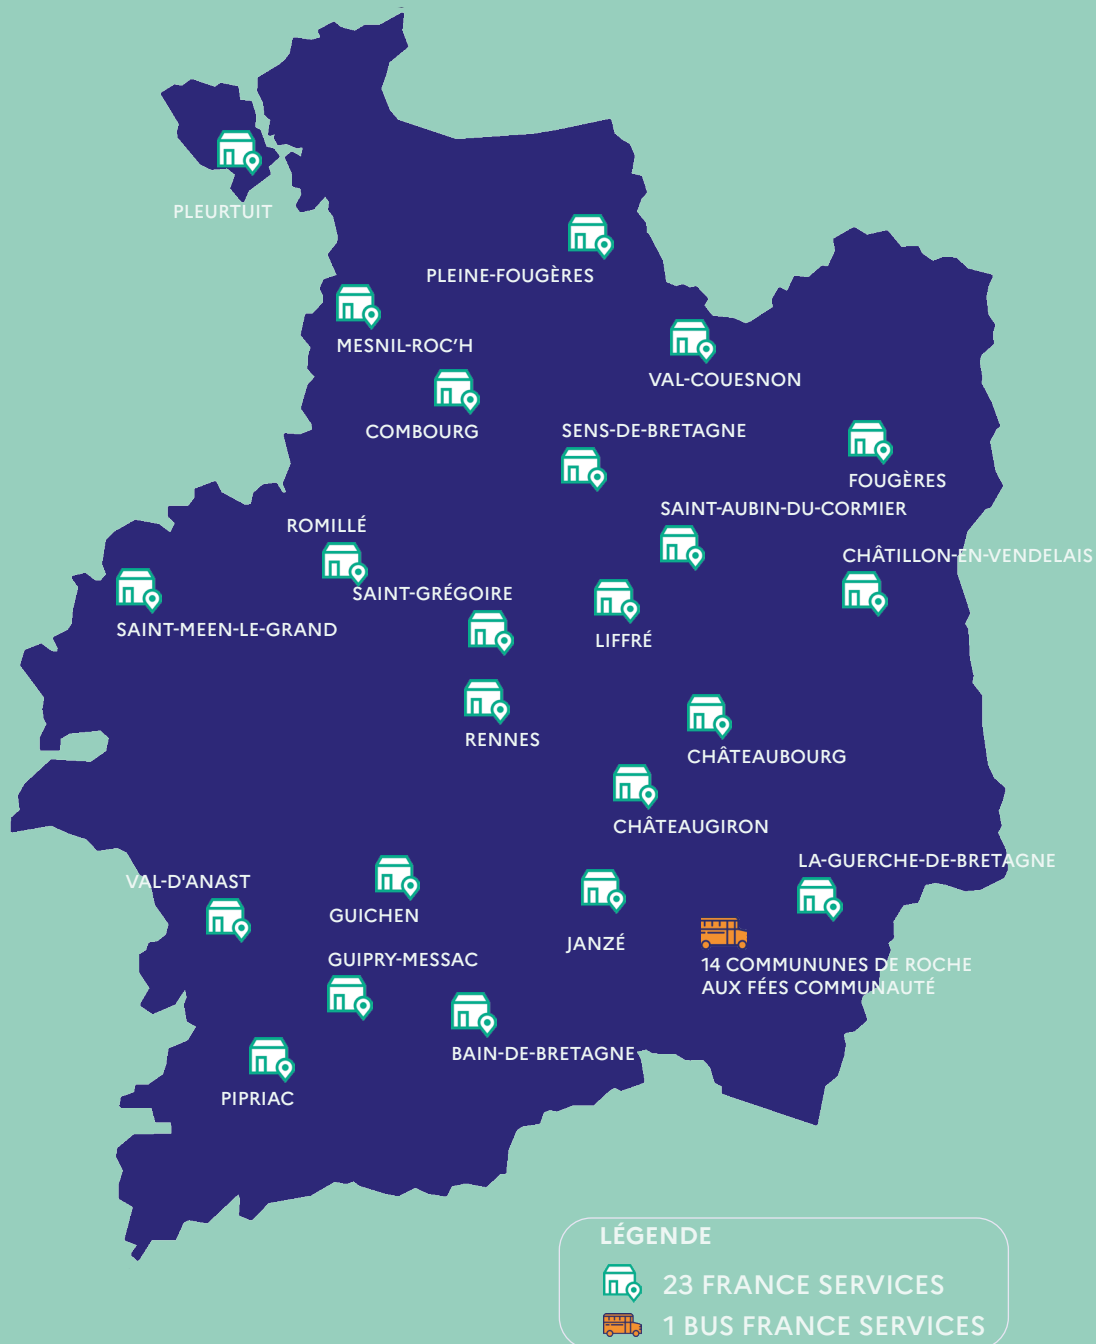 PLEURTUIT
PLEINE-FOUGÈRES
MESNIL-ROC'H
VAL-COUESNON
COMBOURG
SENS-DE-BRETAGNE
FOUGÈRES
SAINT-AUBIN-DU-CORMIER
ROMILLÉ
CHÂTILLON-EN-VENDELAIS
SAINT-GRÉGOIRE
SAINT-MEEN-LE-GRAND
LIFFRÉ
RENNES
CHÂTEAUBOURG
CHÂTEAUGIRON
LA-GUERCHE-DE-BRETAGNE
VAL-D'ANAST
GUICHEN
JANZÉ
GUIPRY-MESSAC
14 COMMUNUNES DE ROCHE
AUX FÉES COMMUNAUTÉ
BAIN-DE-BRETAGNE
PIPRIAC
LÉGENDE
23 FRANCE SERVICES
1 BUS FRANCE SERVICES